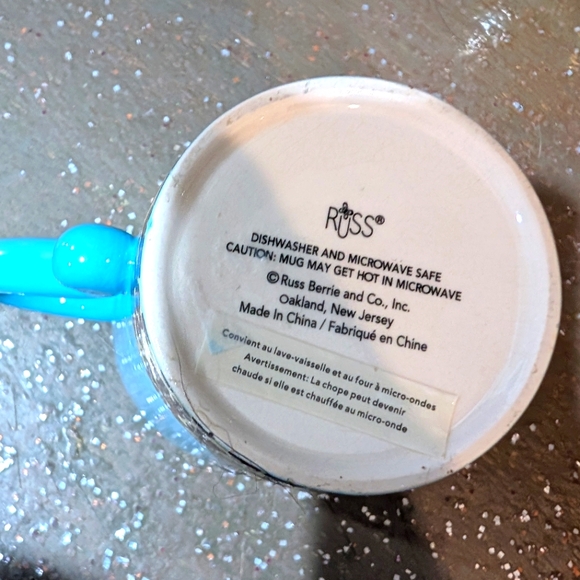 RUSS®
DISHWASHER AND MICROWAVE SAFE
CAUTION: MUG MAY GET HOT IN MICROWAVE
© Russ Berrie and Co., Inc.
Oakland, New Jersey
Made In China / Fabriqué en Chine
Convient au lave-vaisselle et au four à micro-ondes
Avertissement: La chope peut devenir
chaude si elle est chauffée au micro-onde